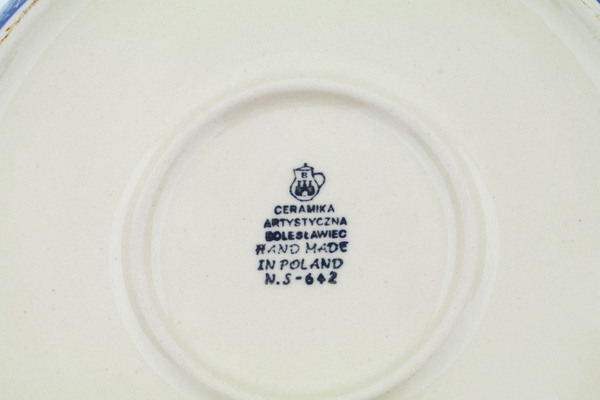 B
CERAMIKA
ARTYSTYCZNA
BOLESŁAWIEC
HAND MADE
IN POLAND
N.S-642